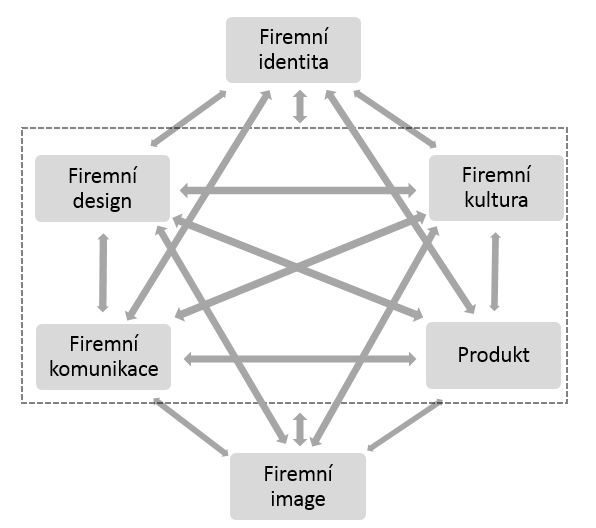 Firemní
identita
Firemní
design
Firemní
kultura
Firemní
komunikace
Produkt
Firemní
image